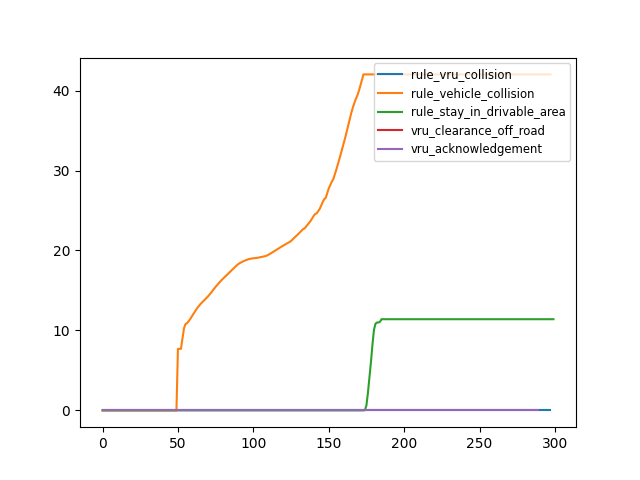 rule_vru_collision
rule_vehicle_collision
rule_stay_in_drivable_area
vru_clearance_off_road
vru_acknowledgement
40
30
20
10
0
0 50 100 150 200 250 300